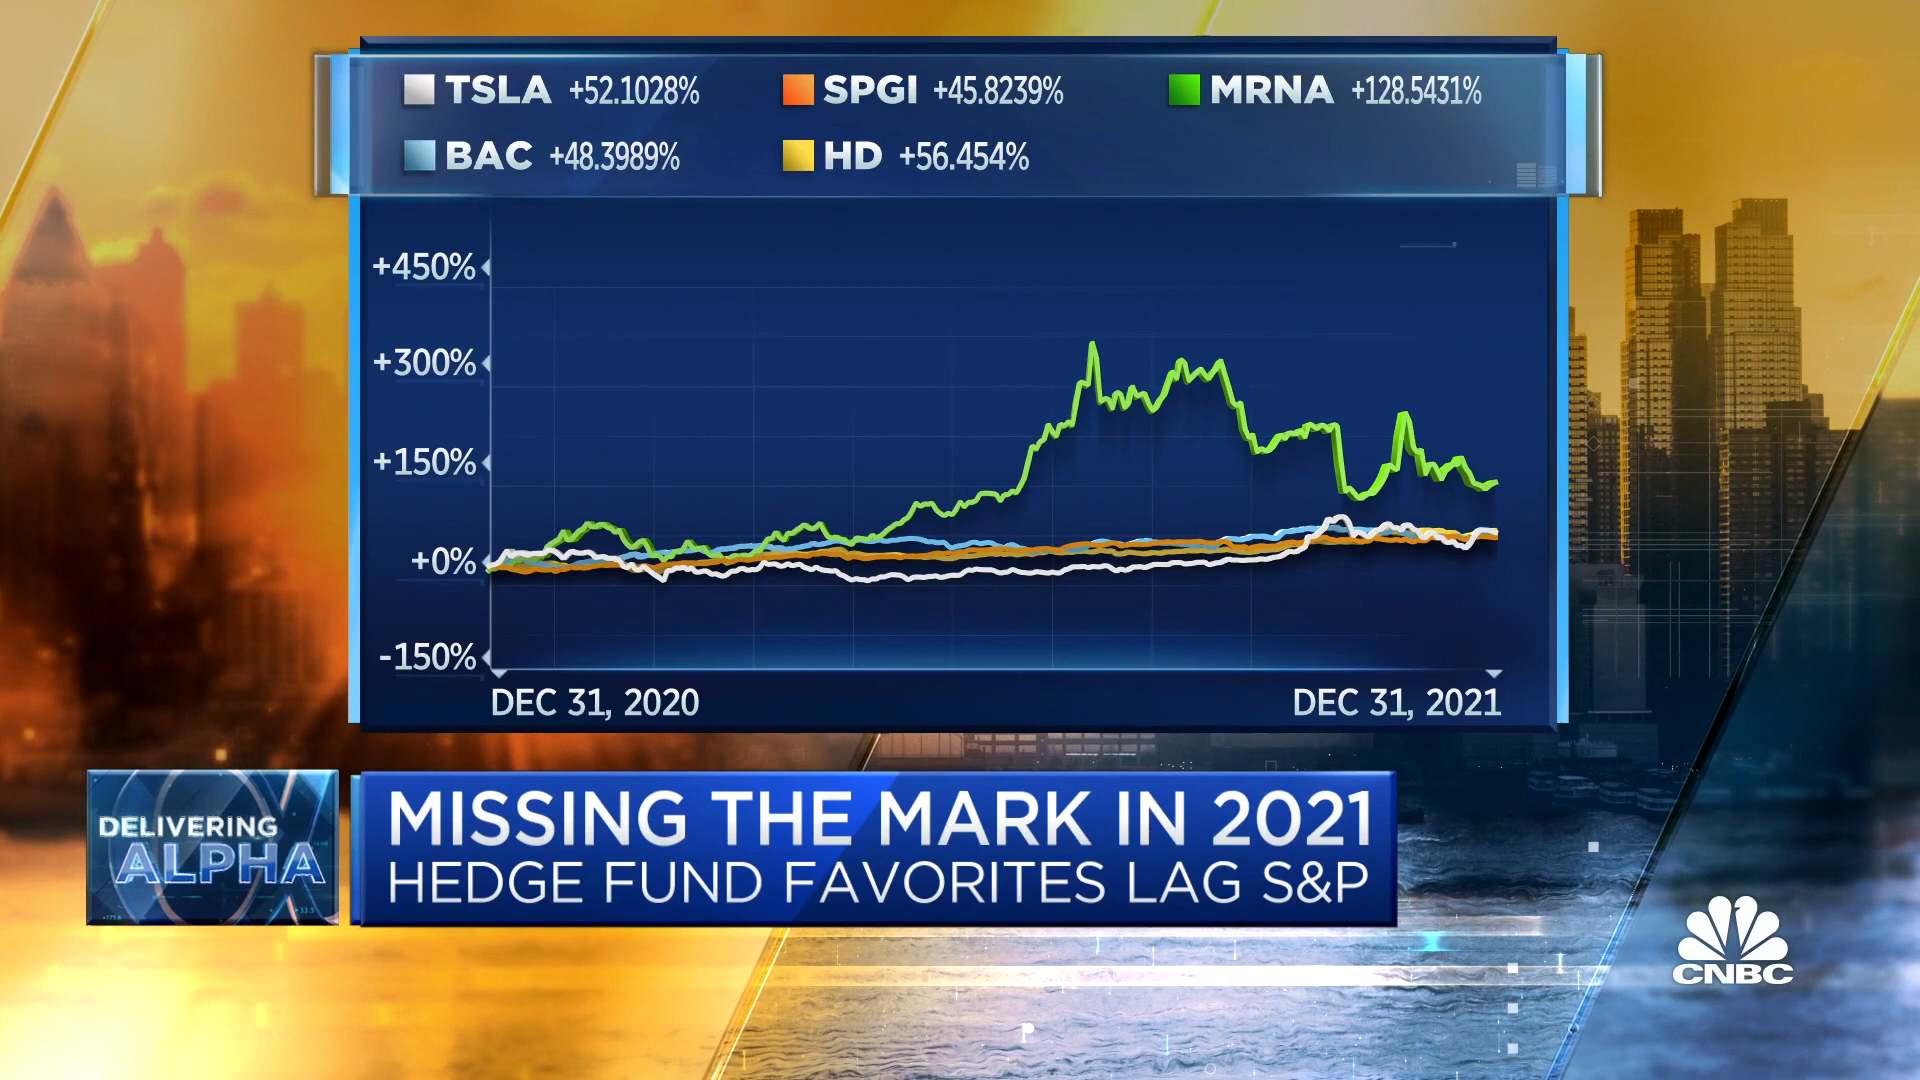 TSLA +52.1028%
SPGI +45.8239%
MRNA +128.5431%
BAC +48.3989%
HD +56.454%
+450%
+300%
+150%
+0%
-150%
DEC 31, 2020
DEC 31, 2021
DELIVERING
ALPHA
+33.5
MISSING THE MARK IN 2021
HEDGE FUND FAVORITES LAG S&P
CNBC